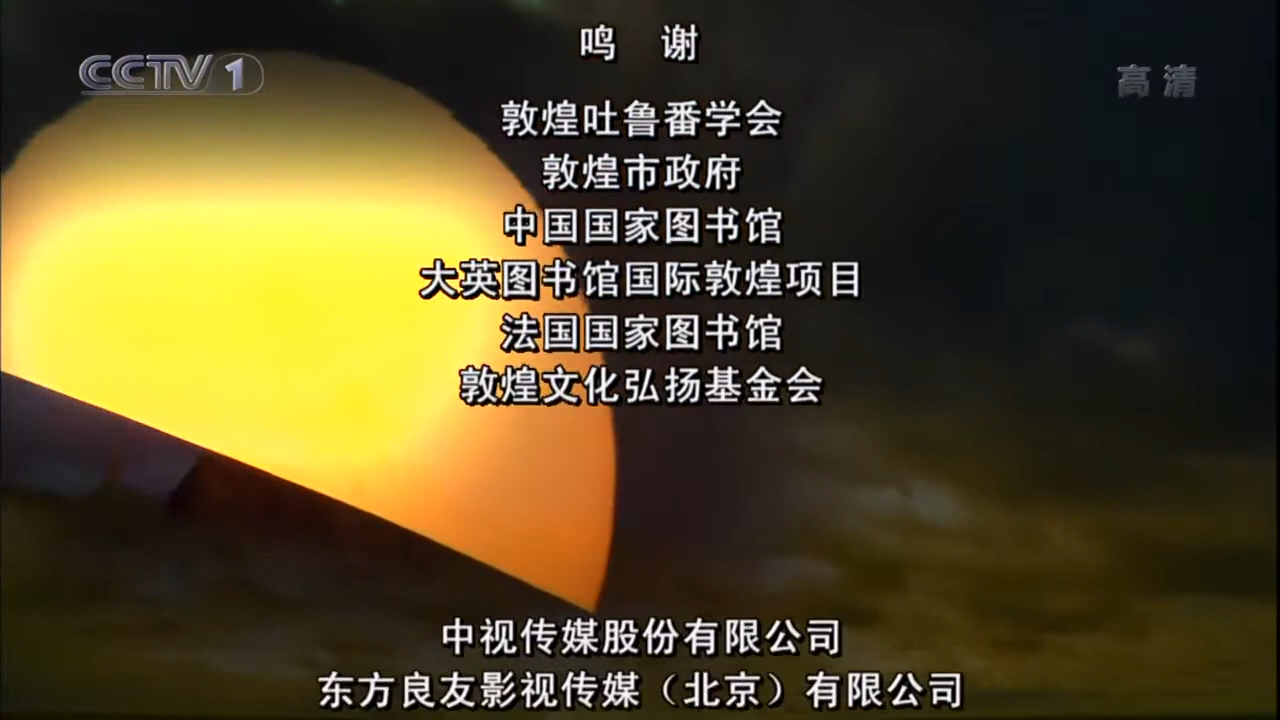 鸣 谢
CCTV 1
高清
敦煌吐鲁番学会
敦煌市政府
中国国家图书馆
大英图书馆国际敦煌项目
法国国家图书馆
敦煌文化弘扬基金会
中视传媒股份有限公司
东方良友影视传媒（北京）有限公司